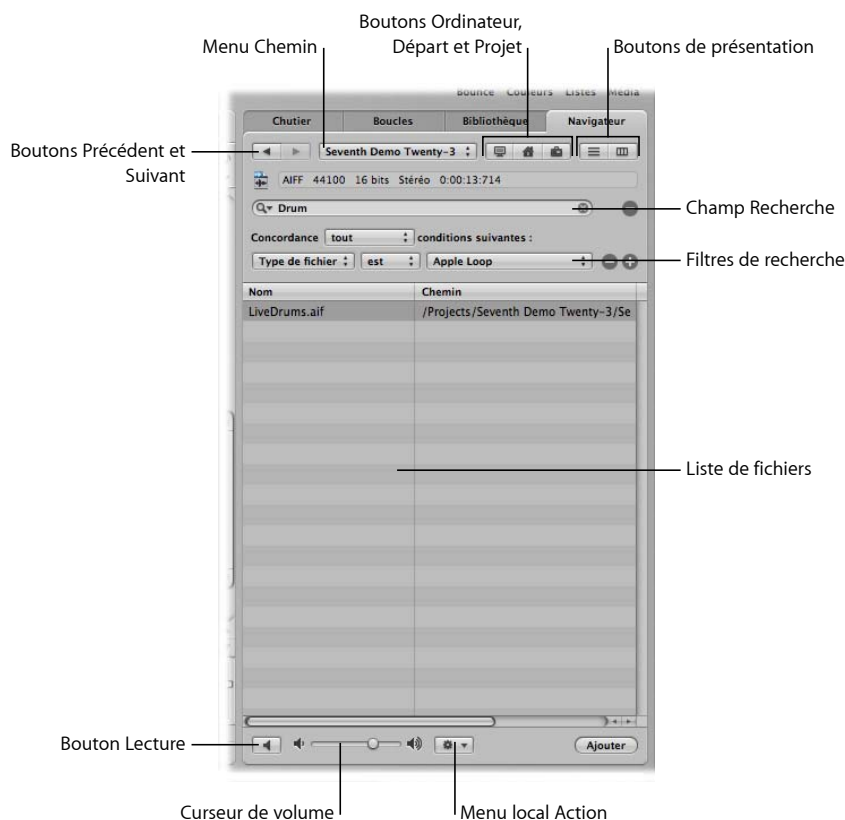 Boutons Ordinateur,
Départ et Projet
Menu Chemin
Boutons de présentation
Bounce Couleurs Listes Média
Chutier Boucles Bibliothèque Navigateur
Boutons Précédent et
Suivant
Seventh Demo Twenty-3
AIFF 44100 16 bits Stéréo 0:00:13:714
Drum
Champ Recherche
Concordance tout conditions suivantes :
Type de fichier est Apple Loop
Filtres de recherche
Nom Chemin
LiveDrums.aif /Projects/Seventh Demo Twenty-3/Se
Liste de fichiers
Bouton Lecture
Ajouter
Curseur de volume
Menu local Action